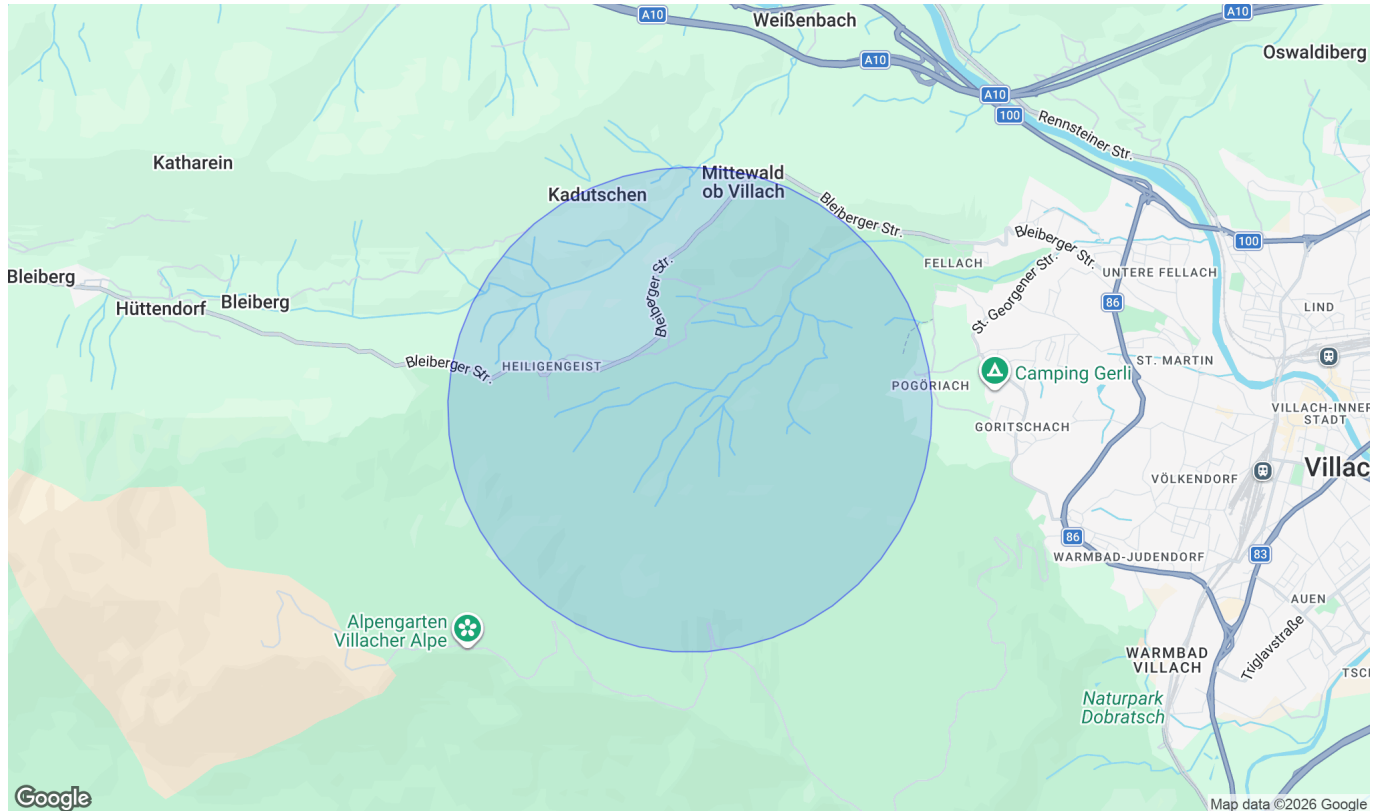 A10
Weißenbach
A10
A10
A10
Oswaldiberg
A10
100
Rennsteiner Str.
Katharein
Kadutschen
Mittewald
ob Villach
Bleiberger Str.
Bleiberger Str.
100
FELLACH
UNTERE FELLACH
St. Georgener Str.
86
Bleiberg
Hüttendorf
Bleiberg
Bleiberger Str.
LIND
Bleiberger Str.
HEILIGENGEIST
ST. MARTIN
Camping Gerli
POGÖRIACH
VILLACH-INNER
STADT
GORITSCHACH
Villac
VÖLKENDORF
86
WARMBAD-JUDENDORF
83
AUEN
Alpengarten
Villacher Alpe
Triglavstraße
WARMBAD
VILLACH
TSCH
Naturpark
Dobratsch
Google
Map data ©2026 Google